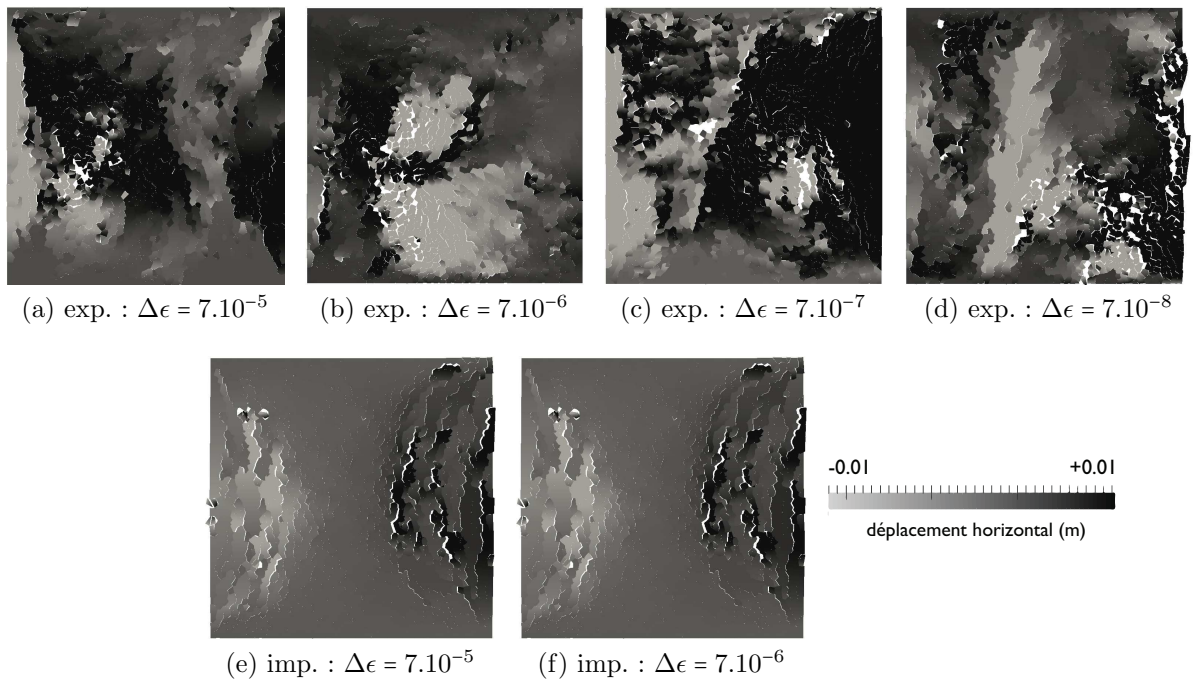 (a) exp. : Δϵ = 7.10⁻⁵
(b) exp. : Δϵ = 7.10⁻⁶
(c) exp. : Δϵ = 7.10⁻⁷
(d) exp. : Δϵ = 7.10⁻⁸
-0.01 +0.01
déplacement horizontal (m)
(e) imp. : Δϵ = 7.10⁻⁵
(f) imp. : Δϵ = 7.10⁻⁶